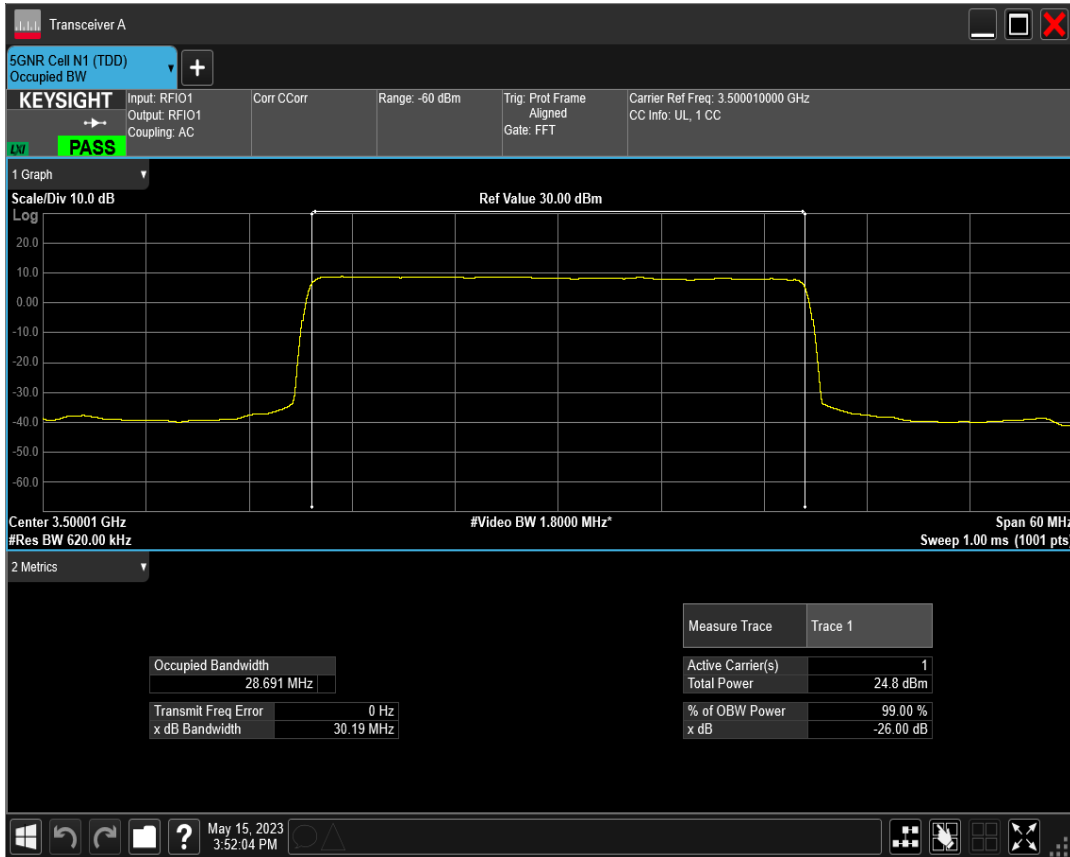 Transceiver A
5GNR Cell N1 (TDD)
Occupied BW
+
KEYSIGHT
LXI
PASS
Input: RFIO1
Output: RFIO1
Coupling: AC
Corr CCorr
Range: -60 dBm
Trig: Prot Frame
Aligned
Gate: FFT
Carrier Ref Freq: 3.500010000 GHz
CC Info: UL, 1 CC
1 Graph
Scale/Div 10.0 dB
Ref Value 30.00 dBm
Log
20.0
10.0
0.00
-10.0
-20.0
-30.0
-40.0
-50.0
-60.0
Center 3.50001 GHz
#Video BW 1.8000 MHz*
Span 60 MHz
#Res BW 620.00 kHz
Sweep 1.00 ms (1001 pts)
2 Metrics
Measure Trace Trace 1
Occupied Bandwidth
28.691 MHz
Active Carrier(s) 1
Total Power 24.8 dBm
Transmit Freq Error 0 Hz
x dB Bandwidth 30.19 MHz
% of OBW Power 99.00 %
x dB -26.00 dB
?
May 15, 2023
3:52:04 PM